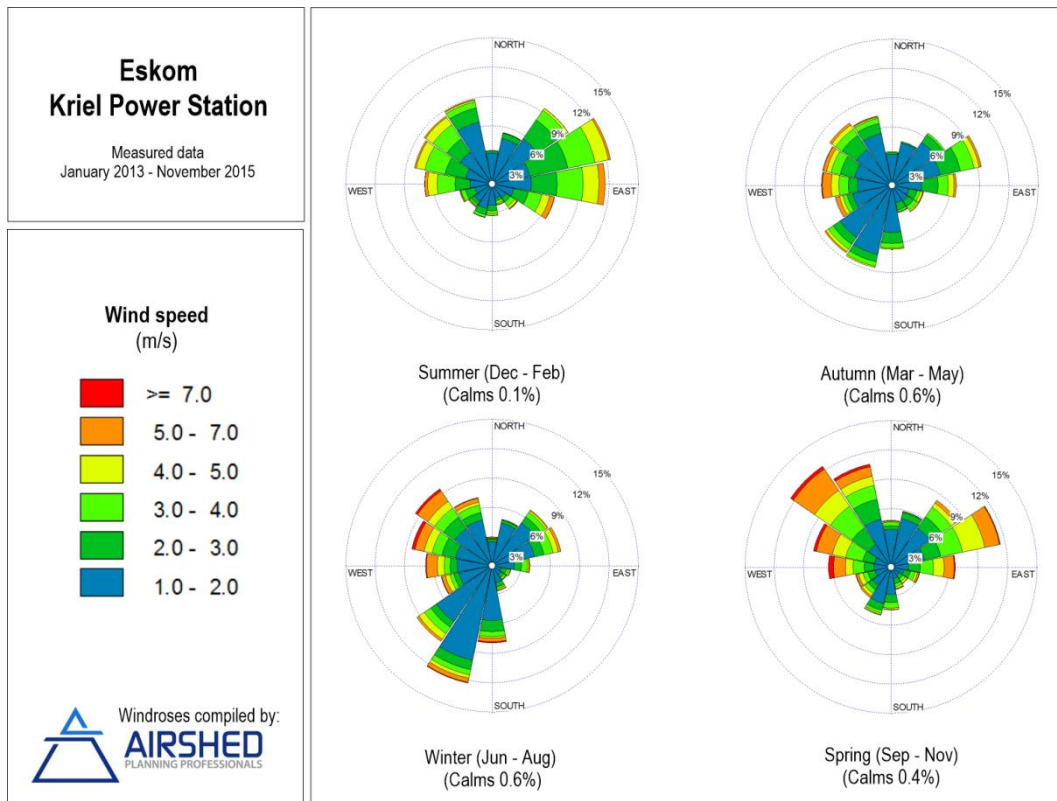 Eskom
Kriel Power Station
Measured data
January 2013 - November 2015
Wind speed
(m/s)
>= 7.0
5.0 - 7.0
4.0 - 5.0
3.0 - 4.0
2.0 - 3.0
1.0 - 2.0
Windroses compiled by:
AIRSHED
PLANNING PROFESSIONALS
NORTH
15%
12%
9%
6%
3%
WEST
EAST
SOUTH
Summer (Dec - Feb)
(Calms 0.1%)
NORTH
15%
12%
9%
6%
3%
WEST
EAST
SOUTH
Autumn (Mar - May)
(Calms 0.6%)
NORTH
15%
12%
9%
6%
3%
WEST
EAST
SOUTH
Winter (Jun - Aug)
(Calms 0.6%)
NORTH
15%
12%
9%
6%
3%
WEST
EAST
SOUTH
Spring (Sep - Nov)
(Calms 0.4%)